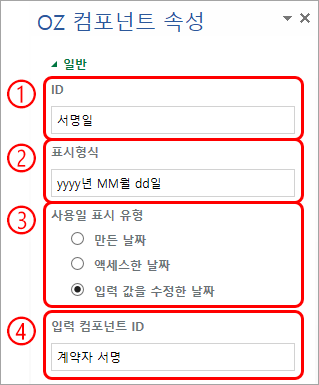 OZ 컴포넌트 속성
일반
① ID
서명일
② 표시형식
yyyy년 MM월 dd일
③ 사용일 표시 유형
만든 날짜
액세스한 날짜
입력 값을 수정한 날짜
④ 입력 컴포넌트 ID
계약자 서명